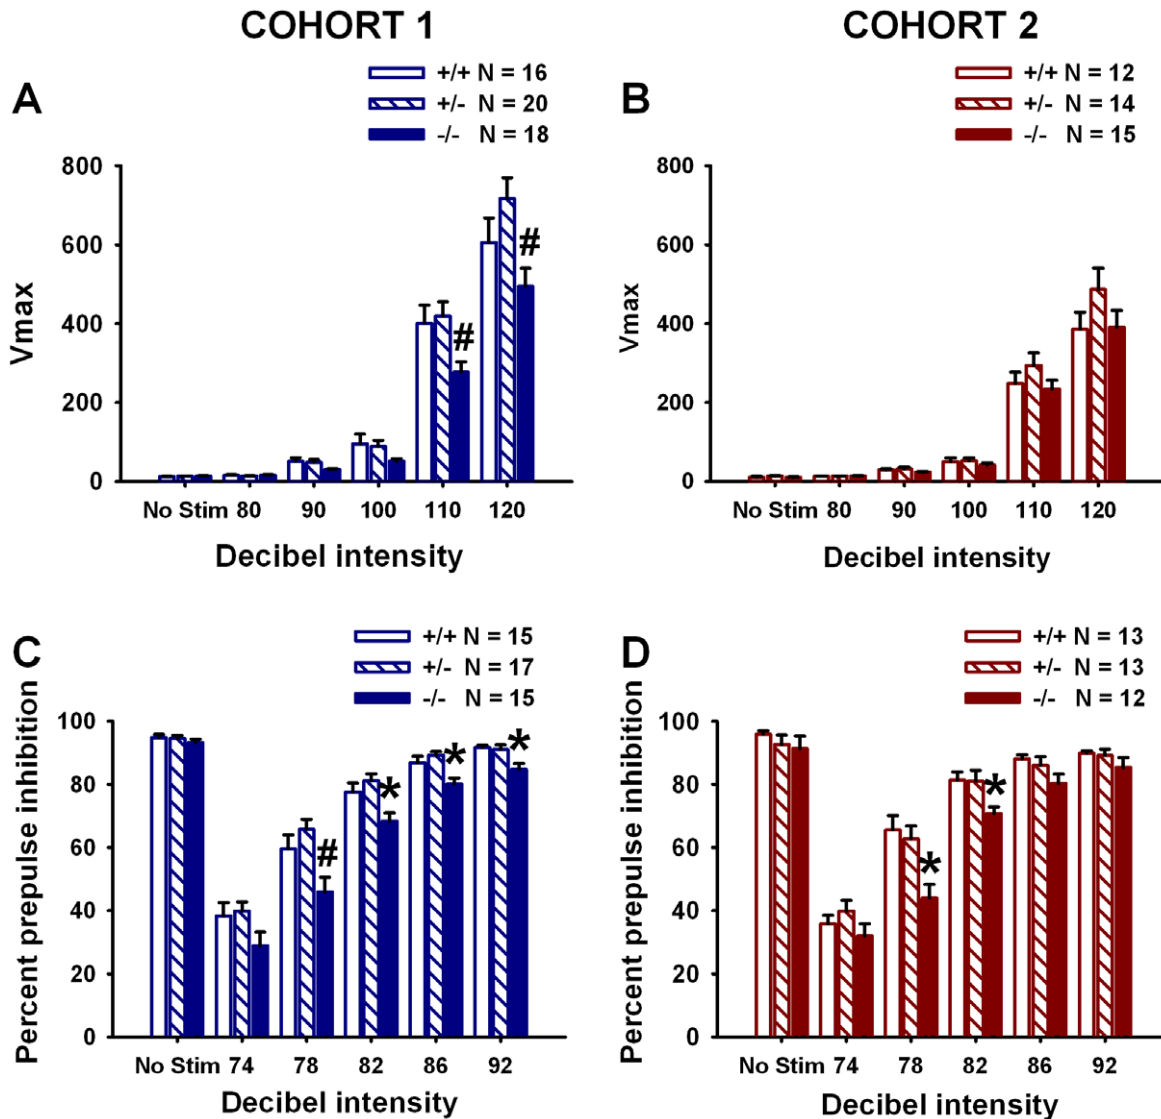 COHORT 1
COHORT 2
A
+/+ N = 16
+/- N = 20
-/- N = 18
800
600
400
200
0
Vmax
#
#
No Stim 80 90 100 110 120
Decibel intensity
B
+/+ N = 12
+/- N = 14
-/- N = 15
800
600
400
200
0
Vmax
No Stim 80 90 100 110 120
Decibel intensity
C
+/+ N = 15
+/- N = 17
-/- N = 15
100
80
60
40
20
0
Percent prepulse inhibition
#
*
*
*
No Stim 74 78 82 86 92
Decibel intensity
D
+/+ N = 13
+/- N = 13
-/- N = 12
100
80
60
40
20
0
Percent prepulse inhibition
*
*
No Stim 74 78 82 86 92
Decibel intensity